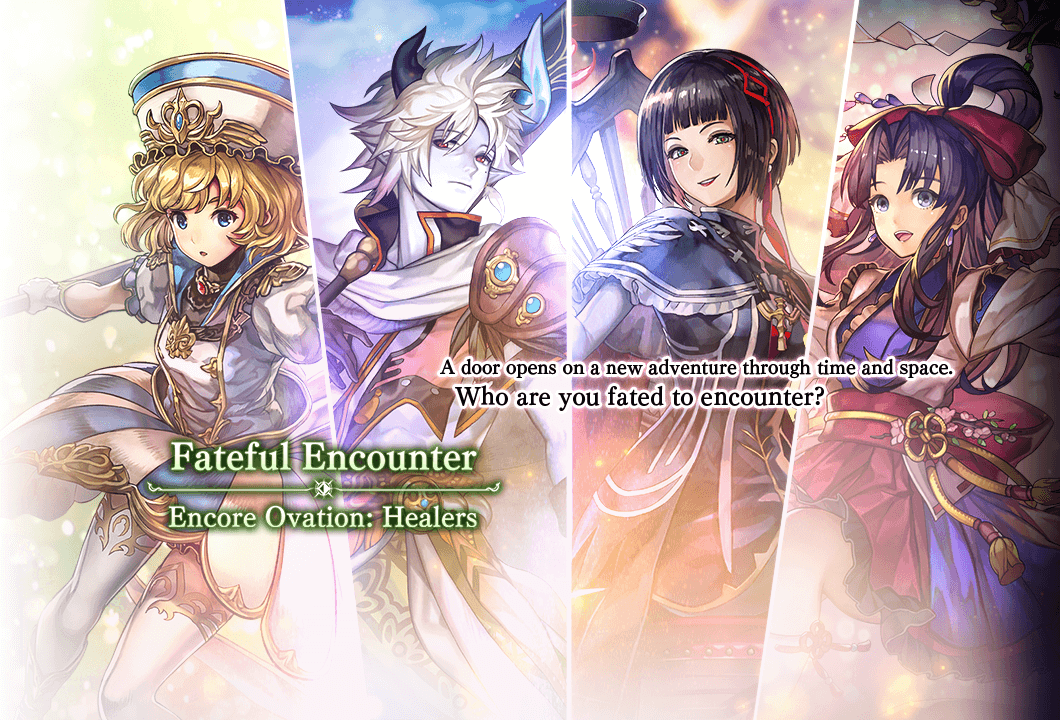 A door opens on a new adventure through time and space.
Who are you fated to encounter?
Fateful Encounter
Encore Ovation: Healers